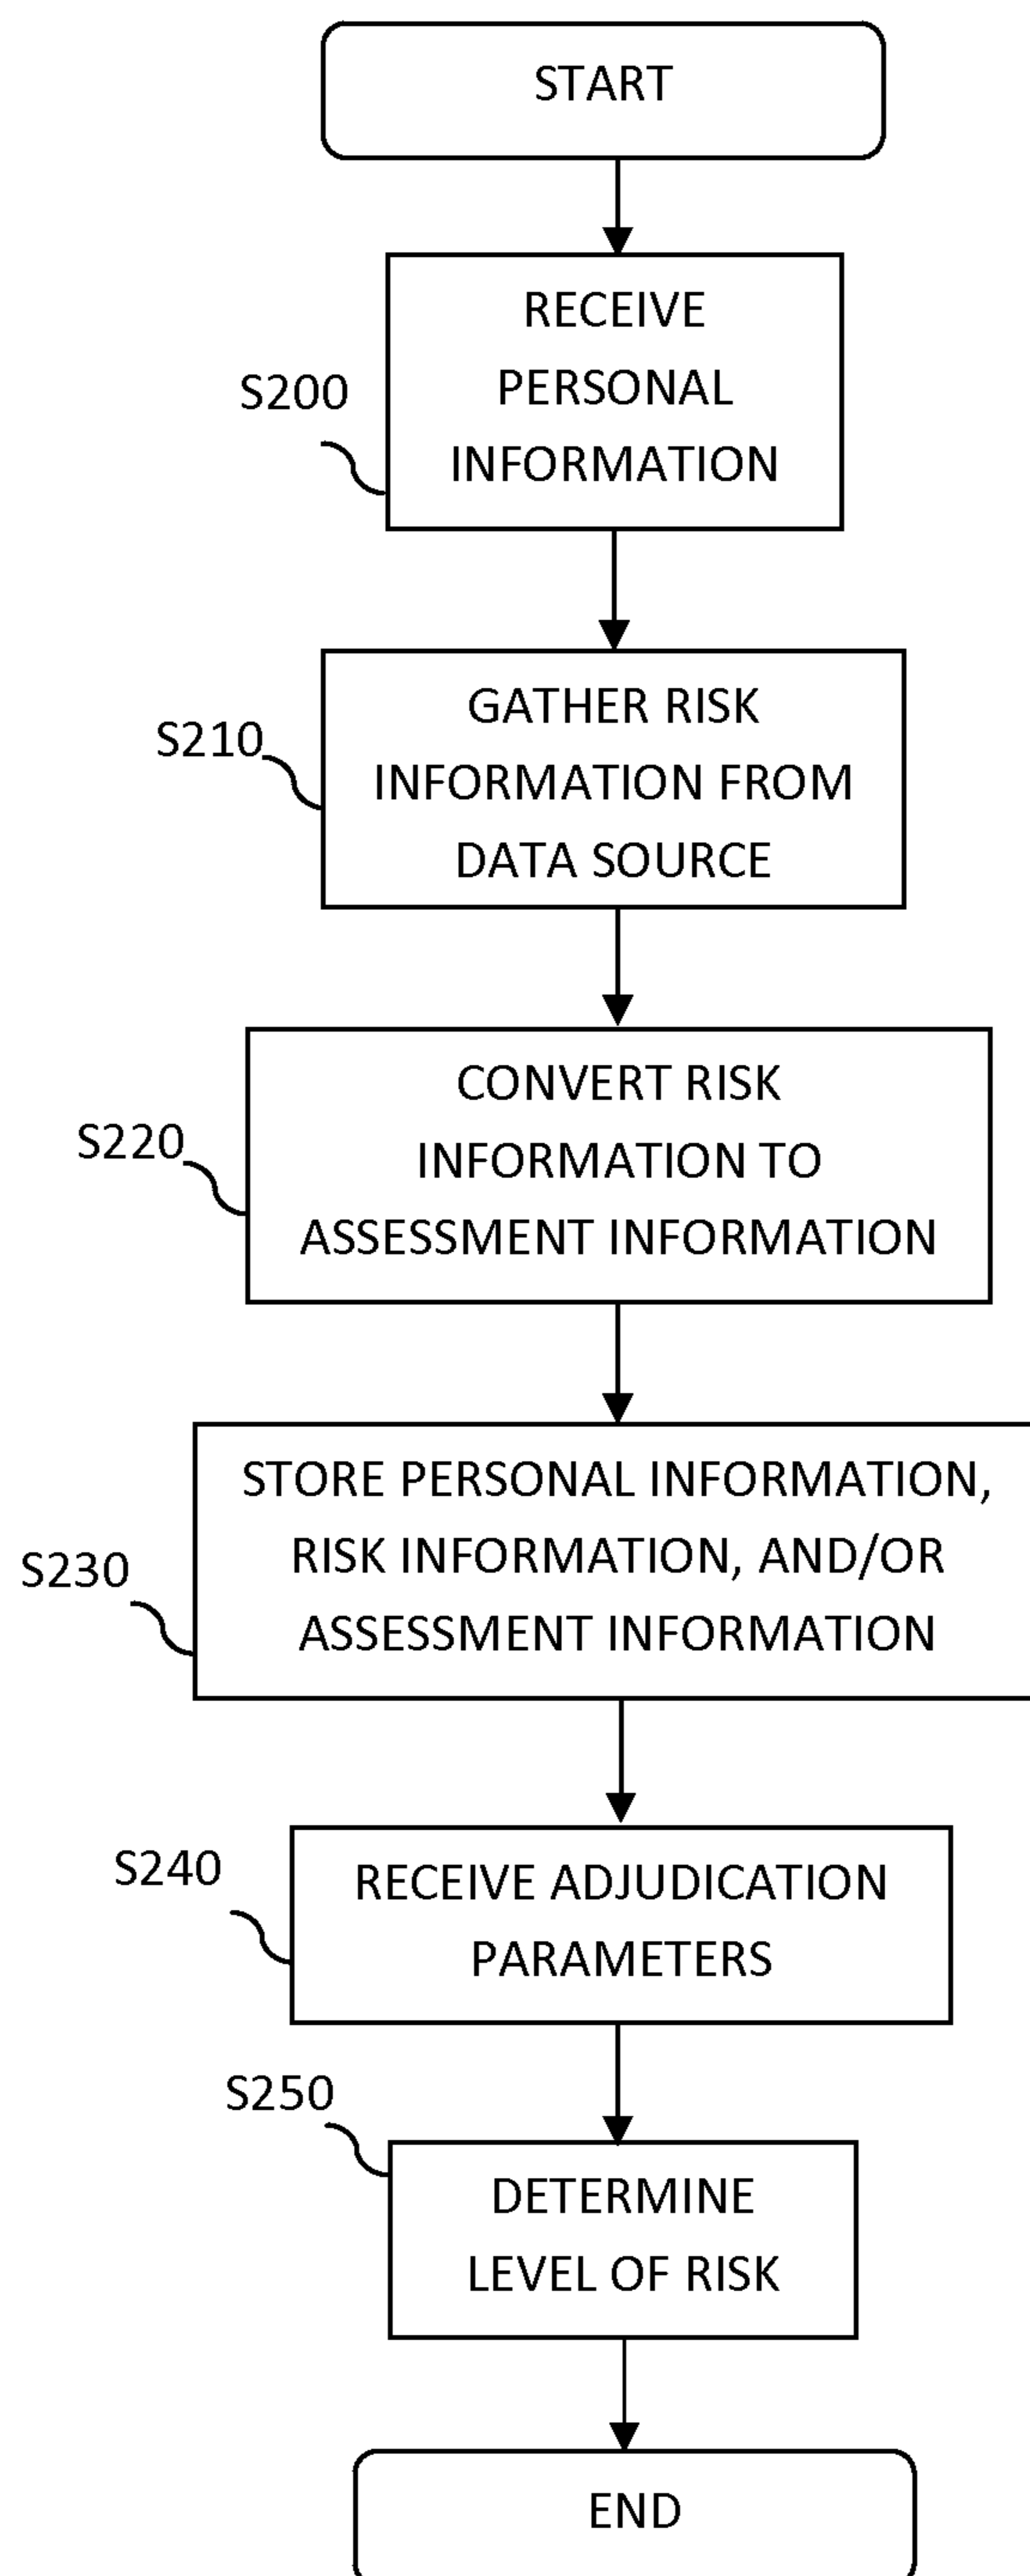 START
RECEIVE
PERSONAL
INFORMATION
S200
GATHER RISK
INFORMATION FROM
DATA SOURCE
S210
CONVERT RISK
INFORMATION TO
ASSESSMENT INFORMATION
S220
STORE PERSONAL INFORMATION,
RISK INFORMATION, AND/OR
ASSESSMENT INFORMATION
S230
RECEIVE ADJUDICATION
PARAMETERS
S240
DETERMINE
LEVEL OF RISK
S250
END